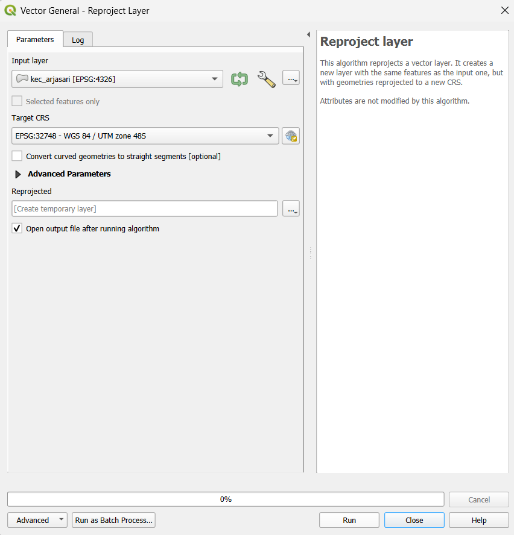 Vector General - Reproject Layer
Parameters
Log
Input layer
kec_arjasari [EPSG:4326]
Selected features only
Target CRS
EPSG:32748 - WGS 84 / UTM zone 48S
Convert curved geometries to straight segments [optional]
Advanced Parameters
Reprojected
[Create temporary layer]
Open output file after running algorithm
Reproject layer
This algorithm reprojects a vector layer. It creates a
new layer with the same features as the input one, but
with geometries reprojected to a new CRS.
Attributes are not modified by this algorithm.
0%
Cancel
Advanced
Run as Batch Process...
Run
Close
Help